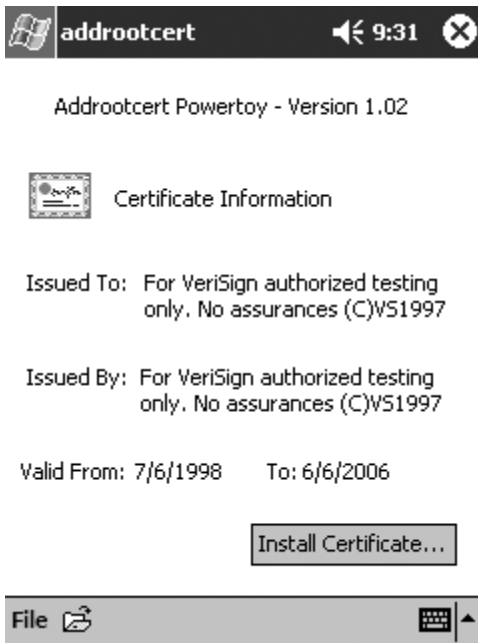 addrootcert 9:31
Addrootcert Powertoy - Version 1.02
Certificate Information
Issued To: For VeriSign authorized testing
only. No assurances (C)VS1997
Issued By: For VeriSign authorized testing
only. No assurances (C)VS1997
Valid From: 7/6/1998 To: 6/6/2006
Install Certificate...
File